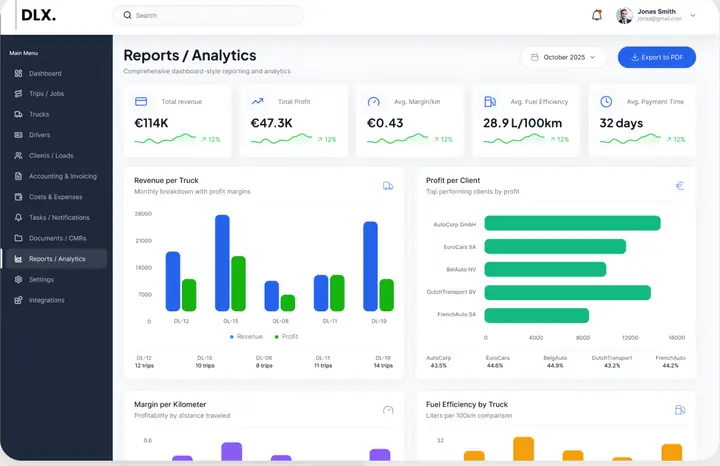 DLX.
Search
Jonas Smith
jonas@gmail.com
Main Menu
Dashboard
Trips / Jobs
Trucks
Drivers
Clients / Loads
Accounting & Invoicing
Costs & Expenses
Tasks / Notifications
Documents / CMRs
Reports / Analytics
Settings
Integrations
Reports / Analytics
Comprehensive dashboard-style reporting and analytics
October 2025
Export to PDF
Total revenue
€114K
12%
Total Profit
€47.3K
12%
Avg. Margin/km
€0.43
12%
Avg. Fuel Efficiency
28.9 L/100km
12%
Avg. Payment Time
32 days
12%
Revenue per Truck
Monthly breakdown with profit margins
28000
21000
14000
7000
0
DL-12 DL-15 DL-08 DL-11 DL-19
Revenue Profit
DL-12 DL-15 DL-08 DL-11 DL-19
12 trips 10 trips 8 trips 11 trips 14 trips
Profit per Client
Top performing clients by profit
AutoCorp GmbH
EuroCars SA
BelAuto NV
DutchTransport BV
FrenchAuto SA
0 4000 8000 12000 16000
AutoCorp EuroCars BelgAuto DutchTransport FrenchAuto
43.5% 44.6% 44.9% 43.2% 44.2%
Margin per Kilometer
Profitability by distance traveled
0.6
Fuel Efficiency by Truck
Liters per 100km comparison
32